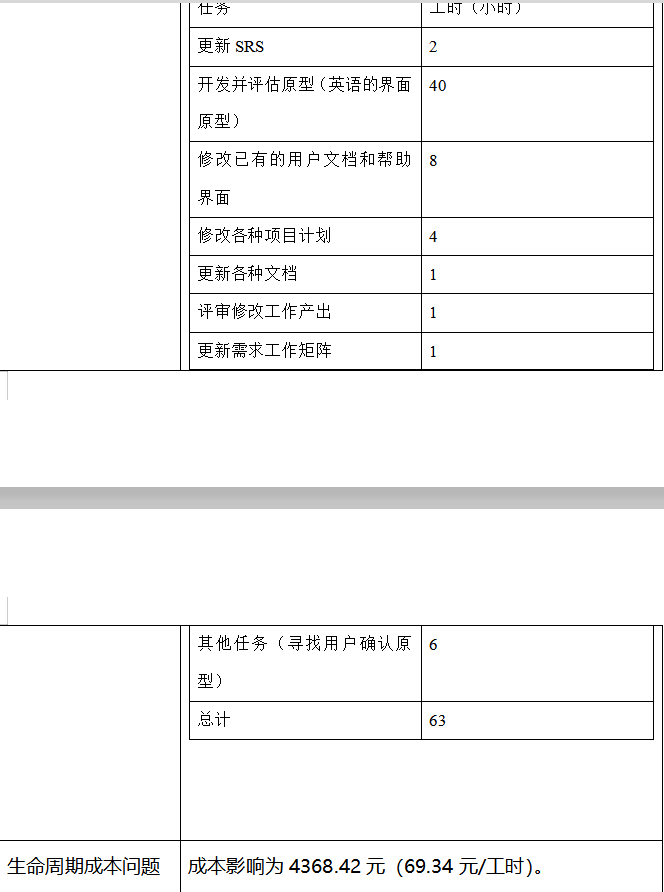 任务 工时（小时）
更新 SRS 2
开发并评估原型（英语的界面 40
原型）
修改已有的用户文档和帮助 8
界面
修改各种项目计划 4
更新各种文档 1
评审修改工作产出 1
更新需求工作矩阵 1
其他任务（寻找用户确认原 6
型）
总计 63
生命周期成本问题 成本影响为 4368.42 元（69.34 元/工时）。